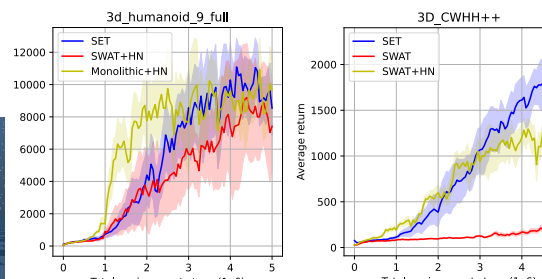 3d_humanoid_9_full
SET
SWAT+HN
Monolithic+HN
12000
10000
8000
6000
4000
2000
0
0 1 2 3 4 5
3D_CWHH++
SET
SWAT
SWAT+HN
Average return
2000
1500
1000
500
0
0 1 2 3 4